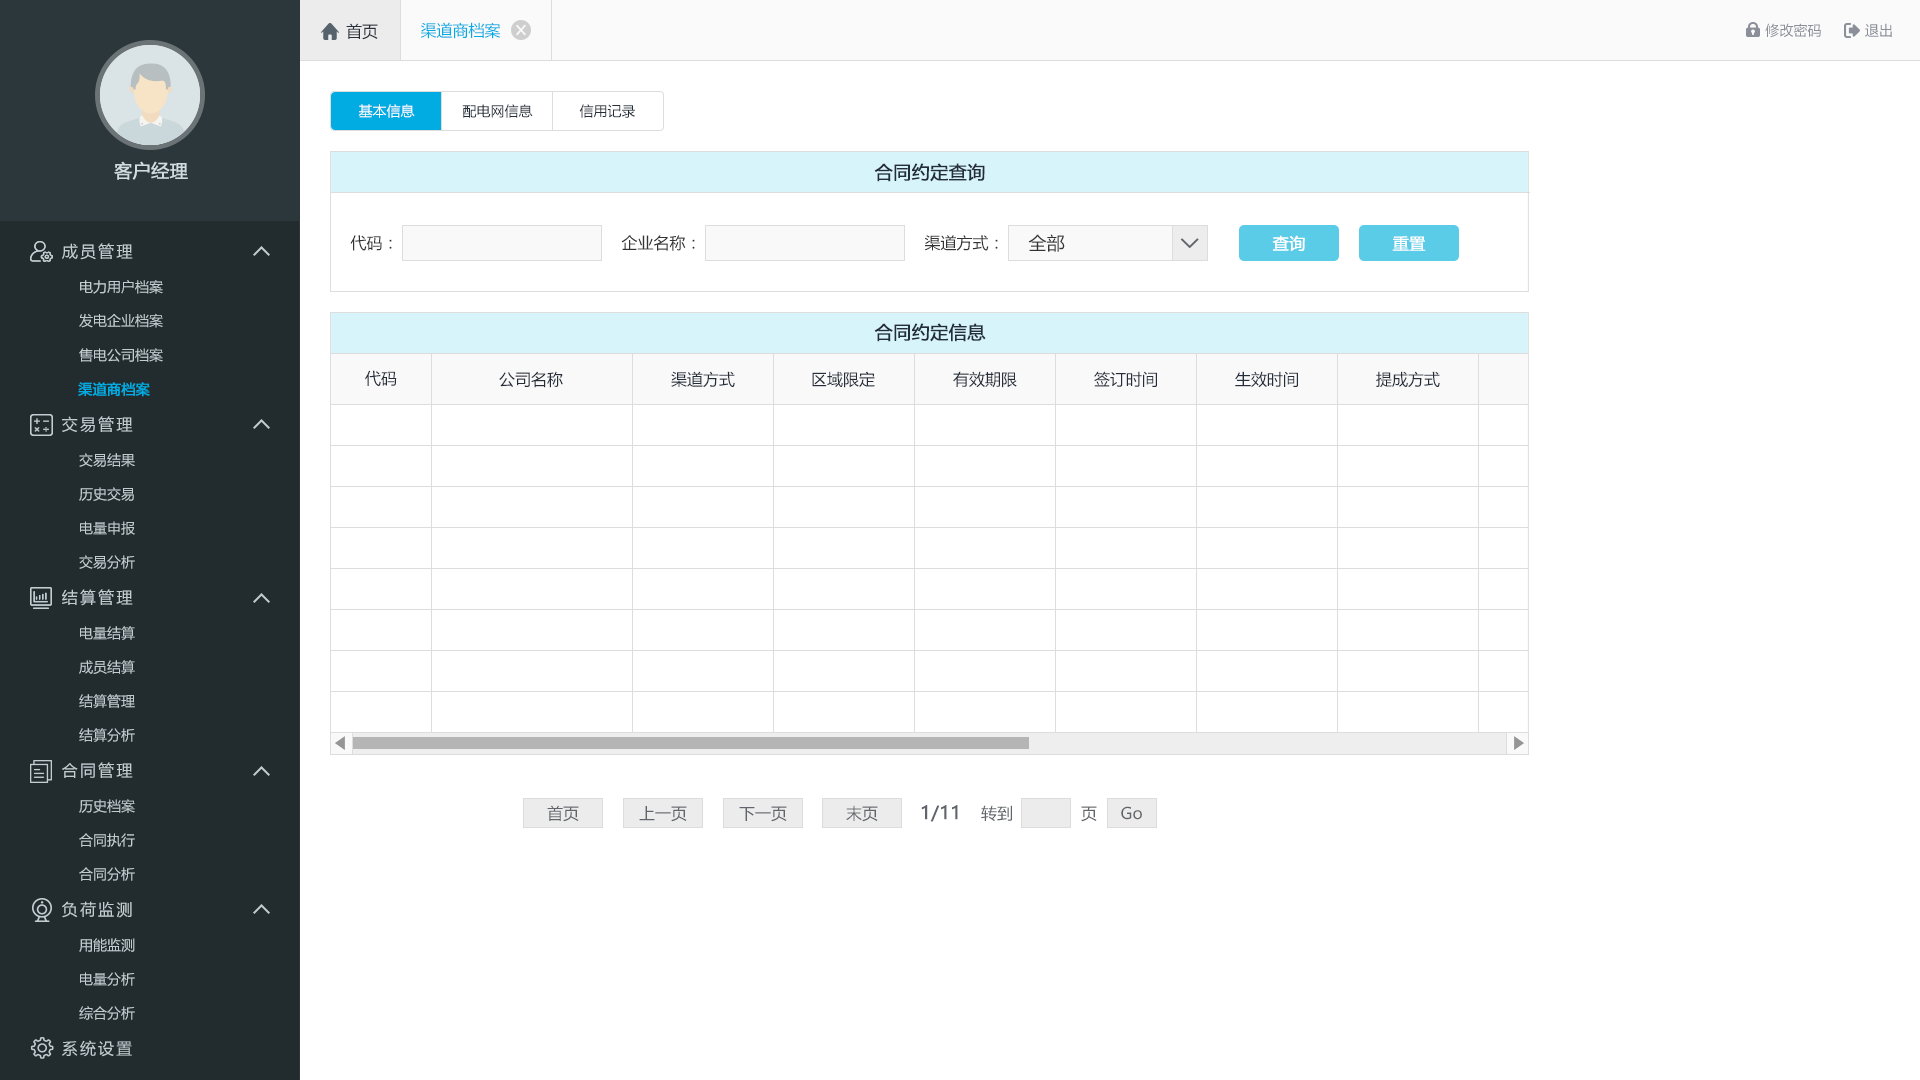 首页
渠道商档案
修改密码
退出
客户经理
成员管理
电力用户档案
发电企业档案
售电公司档案
渠道商档案
交易管理
交易结果
历史交易
电量申报
交易分析
结算管理
电量结算
成员结算
结算管理
结算分析
合同管理
历史档案
合同执行
合同分析
负荷监测
用能监测
电量分析
综合分析
系统设置
基本信息
配电网信息
信用记录
合同约定查询
代码：
企业名称：
渠道方式：
全部
查询
重置
合同约定信息
代码
公司名称
渠道方式
区域限定
有效期限
签订时间
生效时间
提成方式
首页
上一页
下一页
末页
1/11
转到
页
Go